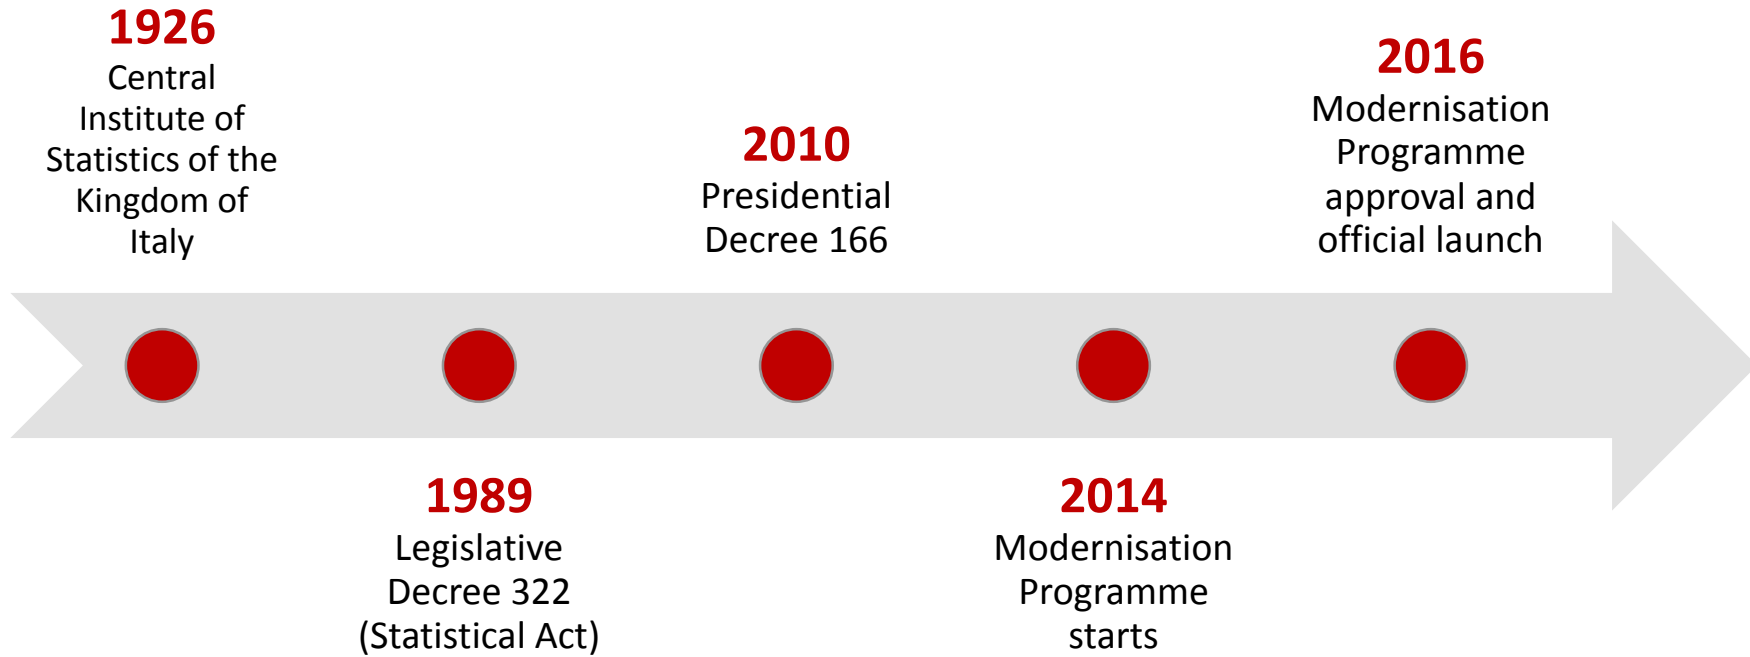 1926
Central
Institute of
Statistics of the
Kingdom of
Italy
1989
Legislative
Decree 322
(Statistical Act)
2010
Presidential
Decree 166
2014
Modernisation
Programme
starts
2016
Modernisation
Programme
approval and
official launch